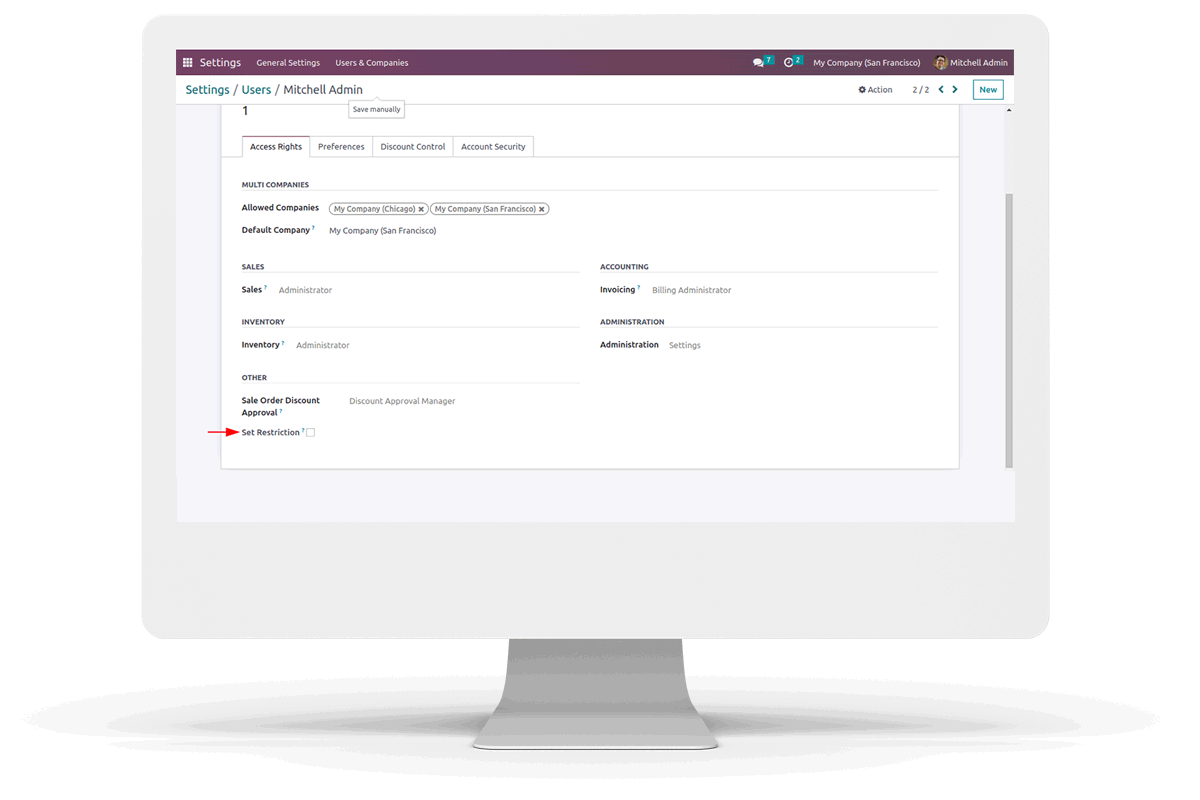 Settings General Settings Users & Companies 7 2 My Company (San Francisco) Mitchell Admin
Settings / Users / Mitchell Admin Action 2 / 2 New
Save manually
1
Access Rights Preferences Discount Control Account Security
MULTI COMPANIES
Allowed Companies My Company (Chicago) × My Company (San Francisco) ×
Default Company ? My Company (San Francisco)
SALES ACCOUNTING
Sales ? Administrator Invoicing ? Billing Administrator
INVENTORY ADMINISTRATION
Inventory ? Administrator Administration Settings
OTHER
Sale Order Discount
Approval ? Discount Approval Manager
Set Restriction ?